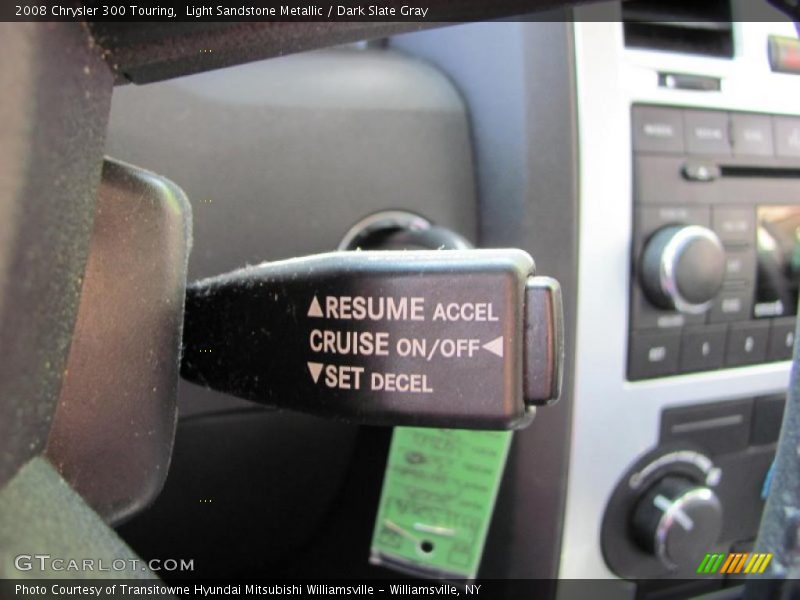 2008 Chrysler 300 Touring,  Light Sandstone Metallic / Dark Slate Gray
▲RESUME ACCEL
CRUISE ON/OFF◀
▼SET DECEL
GTCARLOT.COM
Photo Courtesy of Transitowne Hyundai Mitsubishi Williamsville – Williamsville, NY